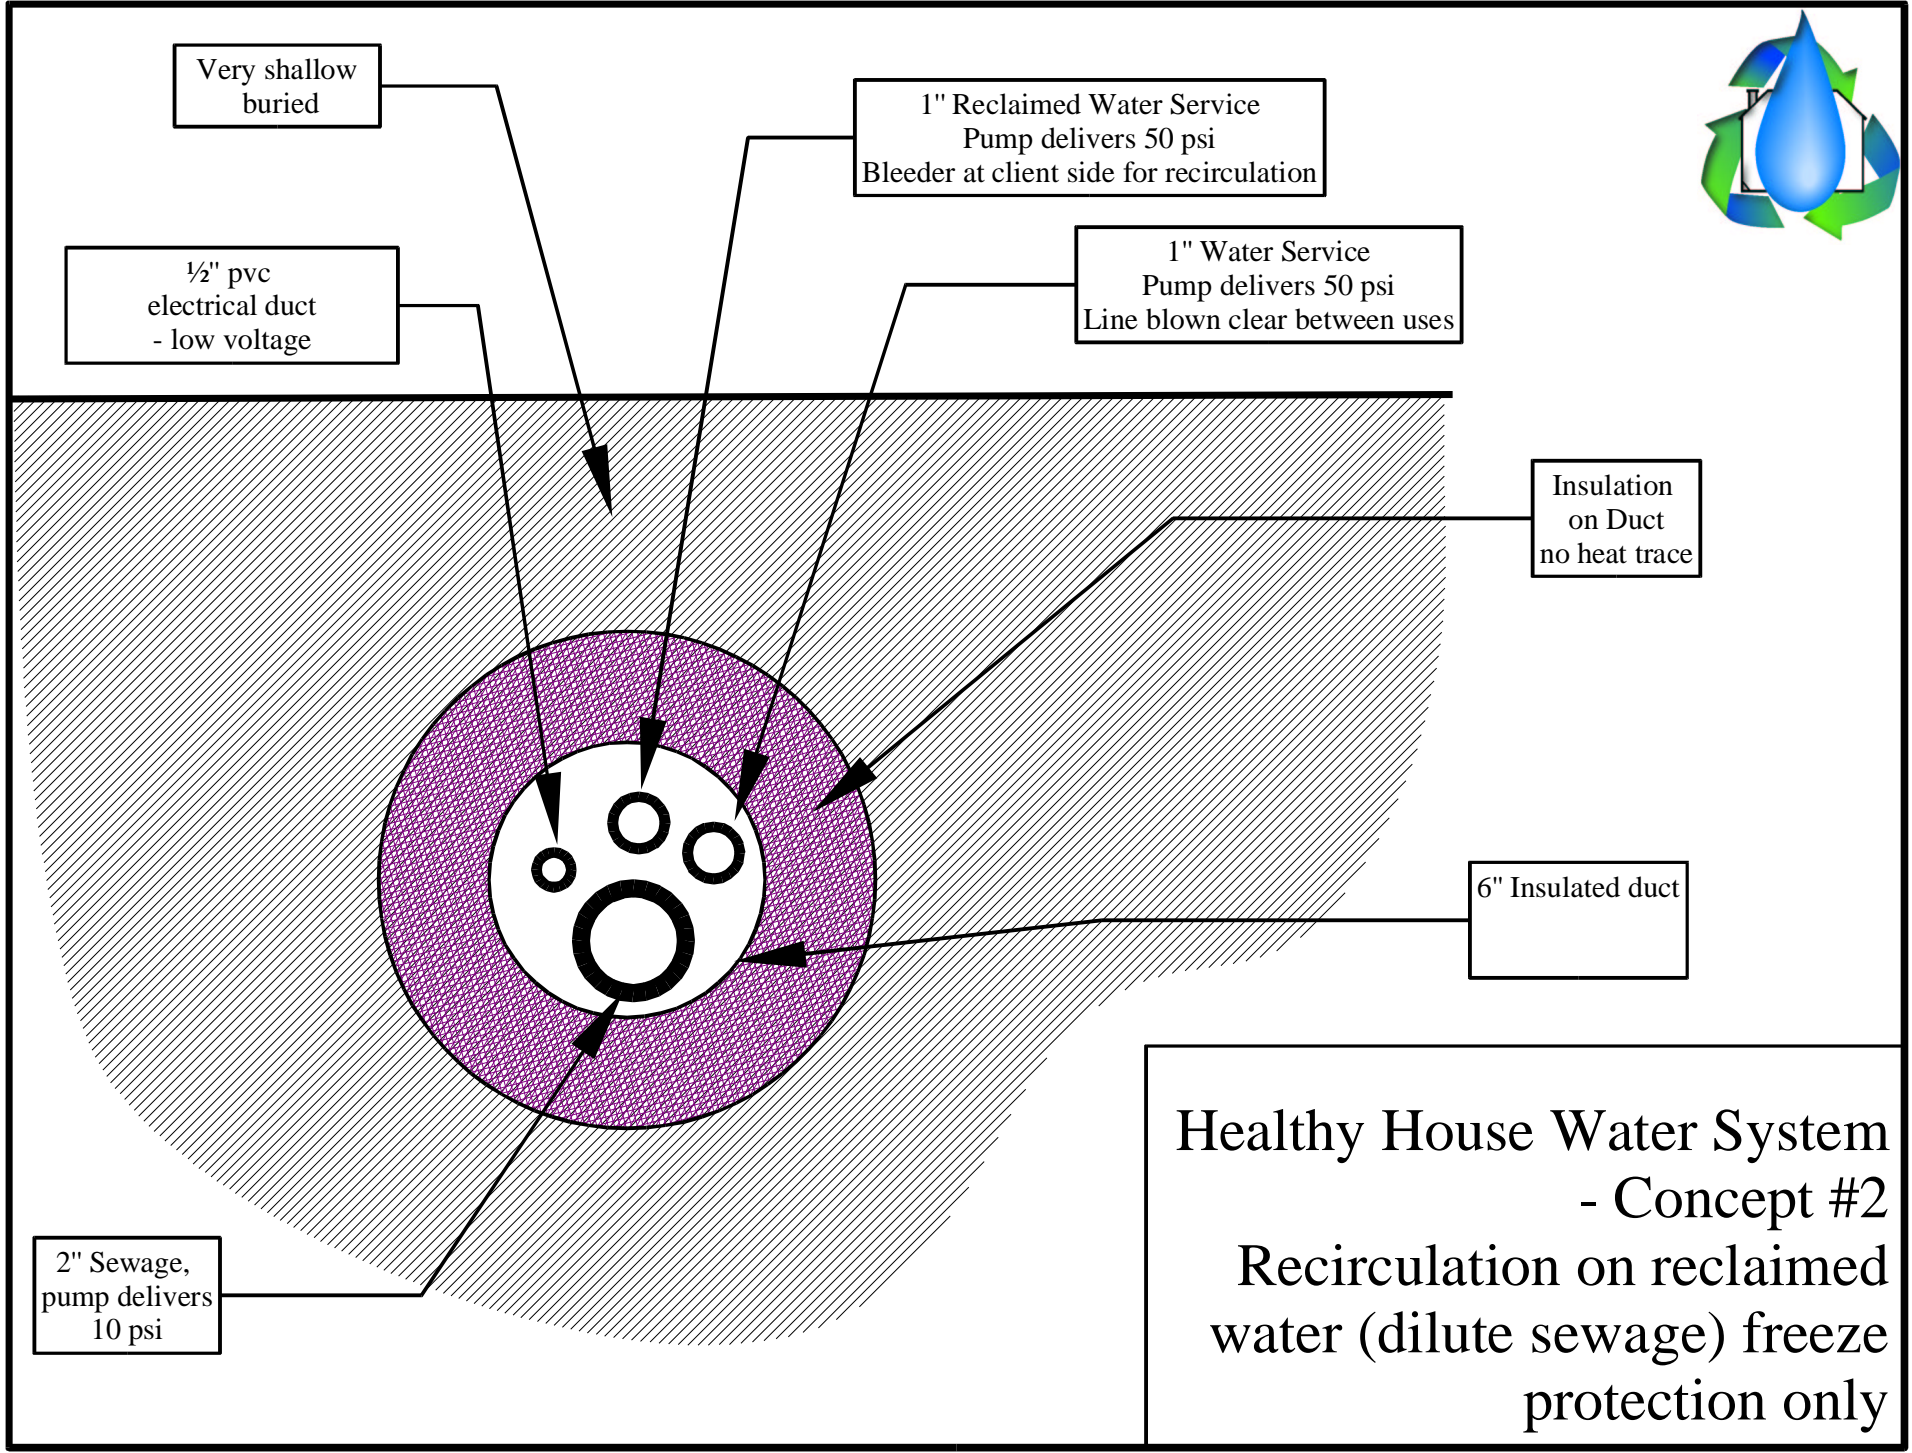 Very shallow
buried
1" Reclaimed Water Service
Pump delivers 50 psi
Bleeder at client side for recirculation
1" Water Service
Pump delivers 50 psi
Line blown clear between uses
½" pvc
electrical duct
- low voltage
Insulation
on Duct
no heat trace
6" Insulated duct
2" Sewage,
pump delivers
10 psi
Healthy House Water System
- Concept #2
Recirculation on reclaimed
water (dilute sewage) freeze
protection only